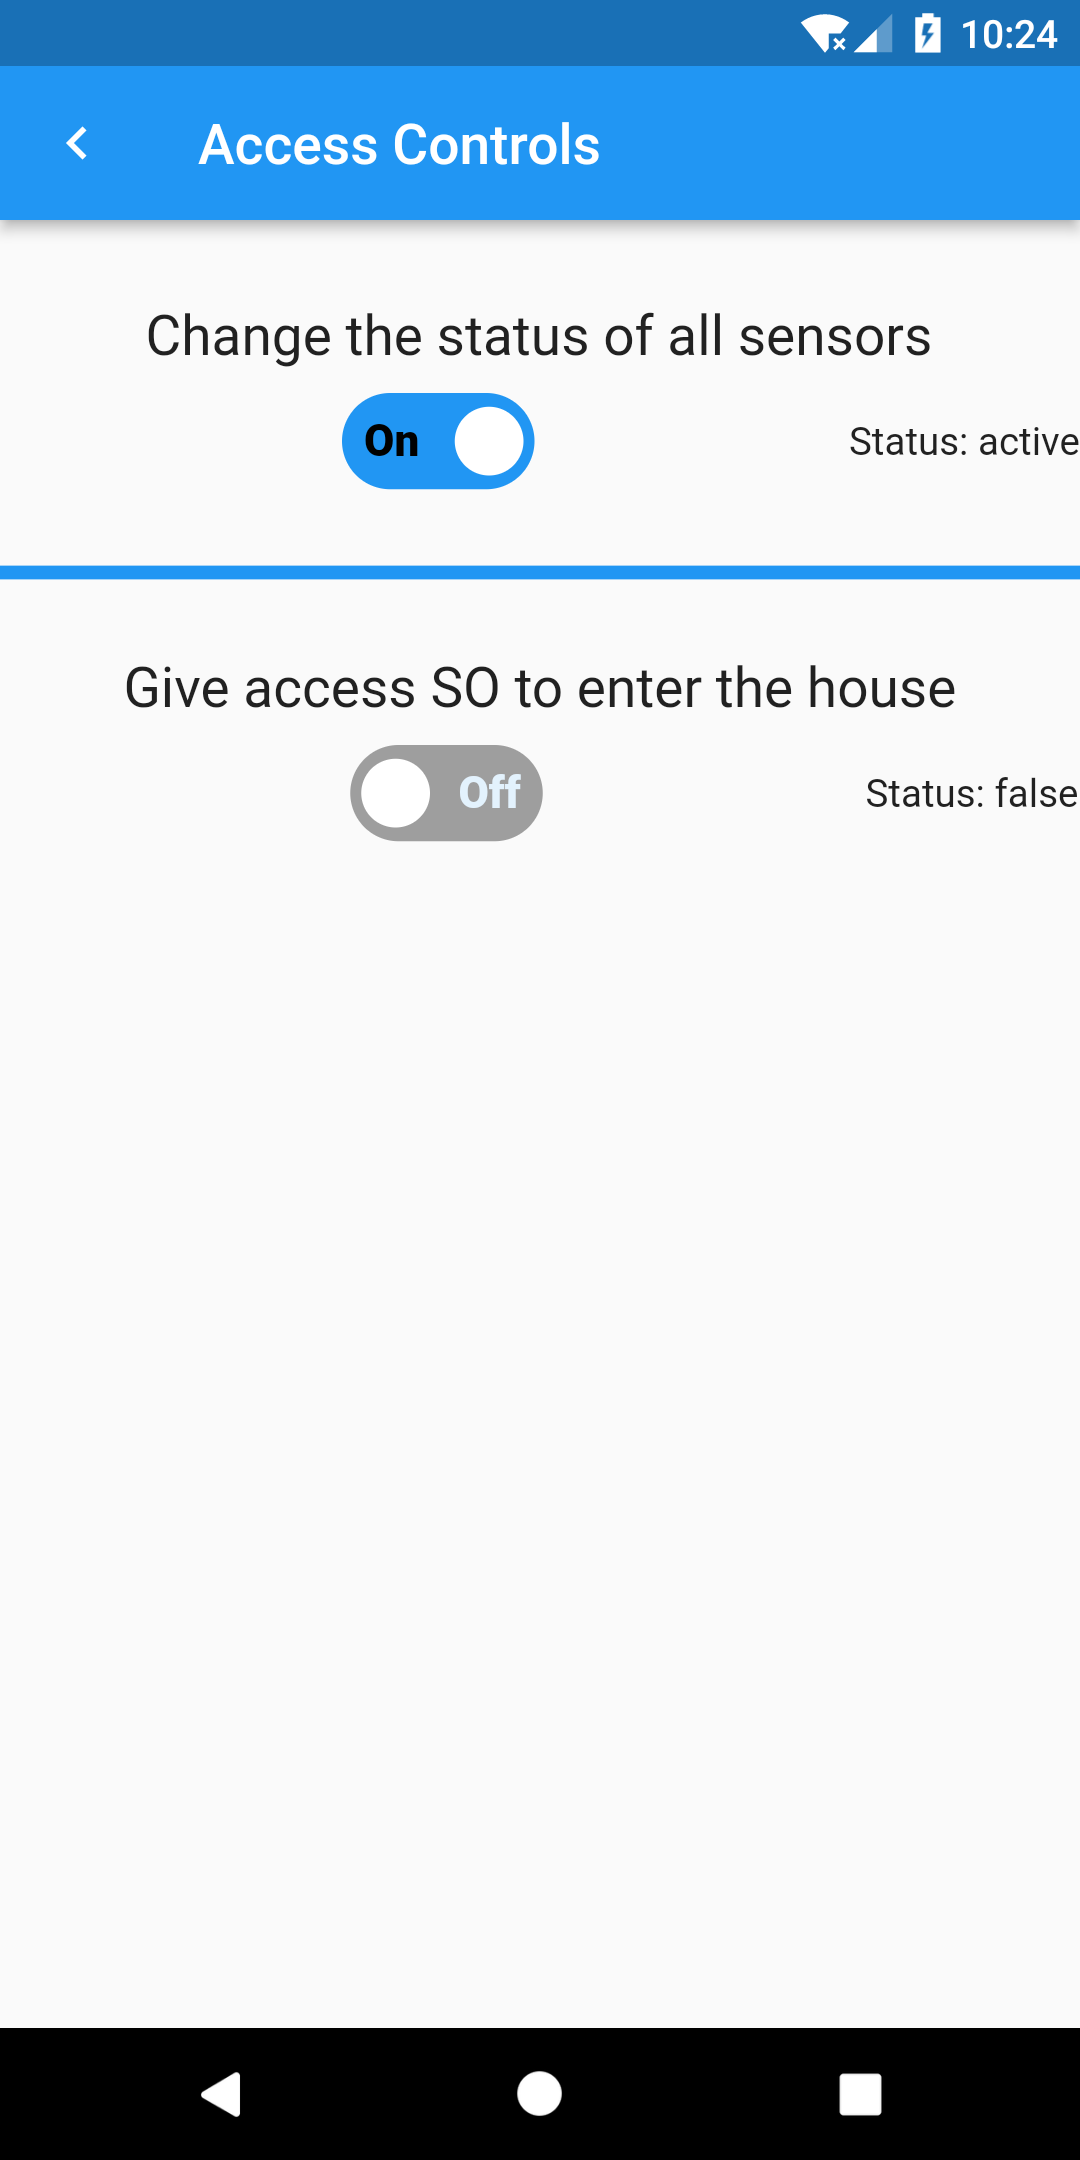 10:24
Access Controls
Change the status of all sensors
On
Status: active
Give access SO to enter the house
Off
Status: false